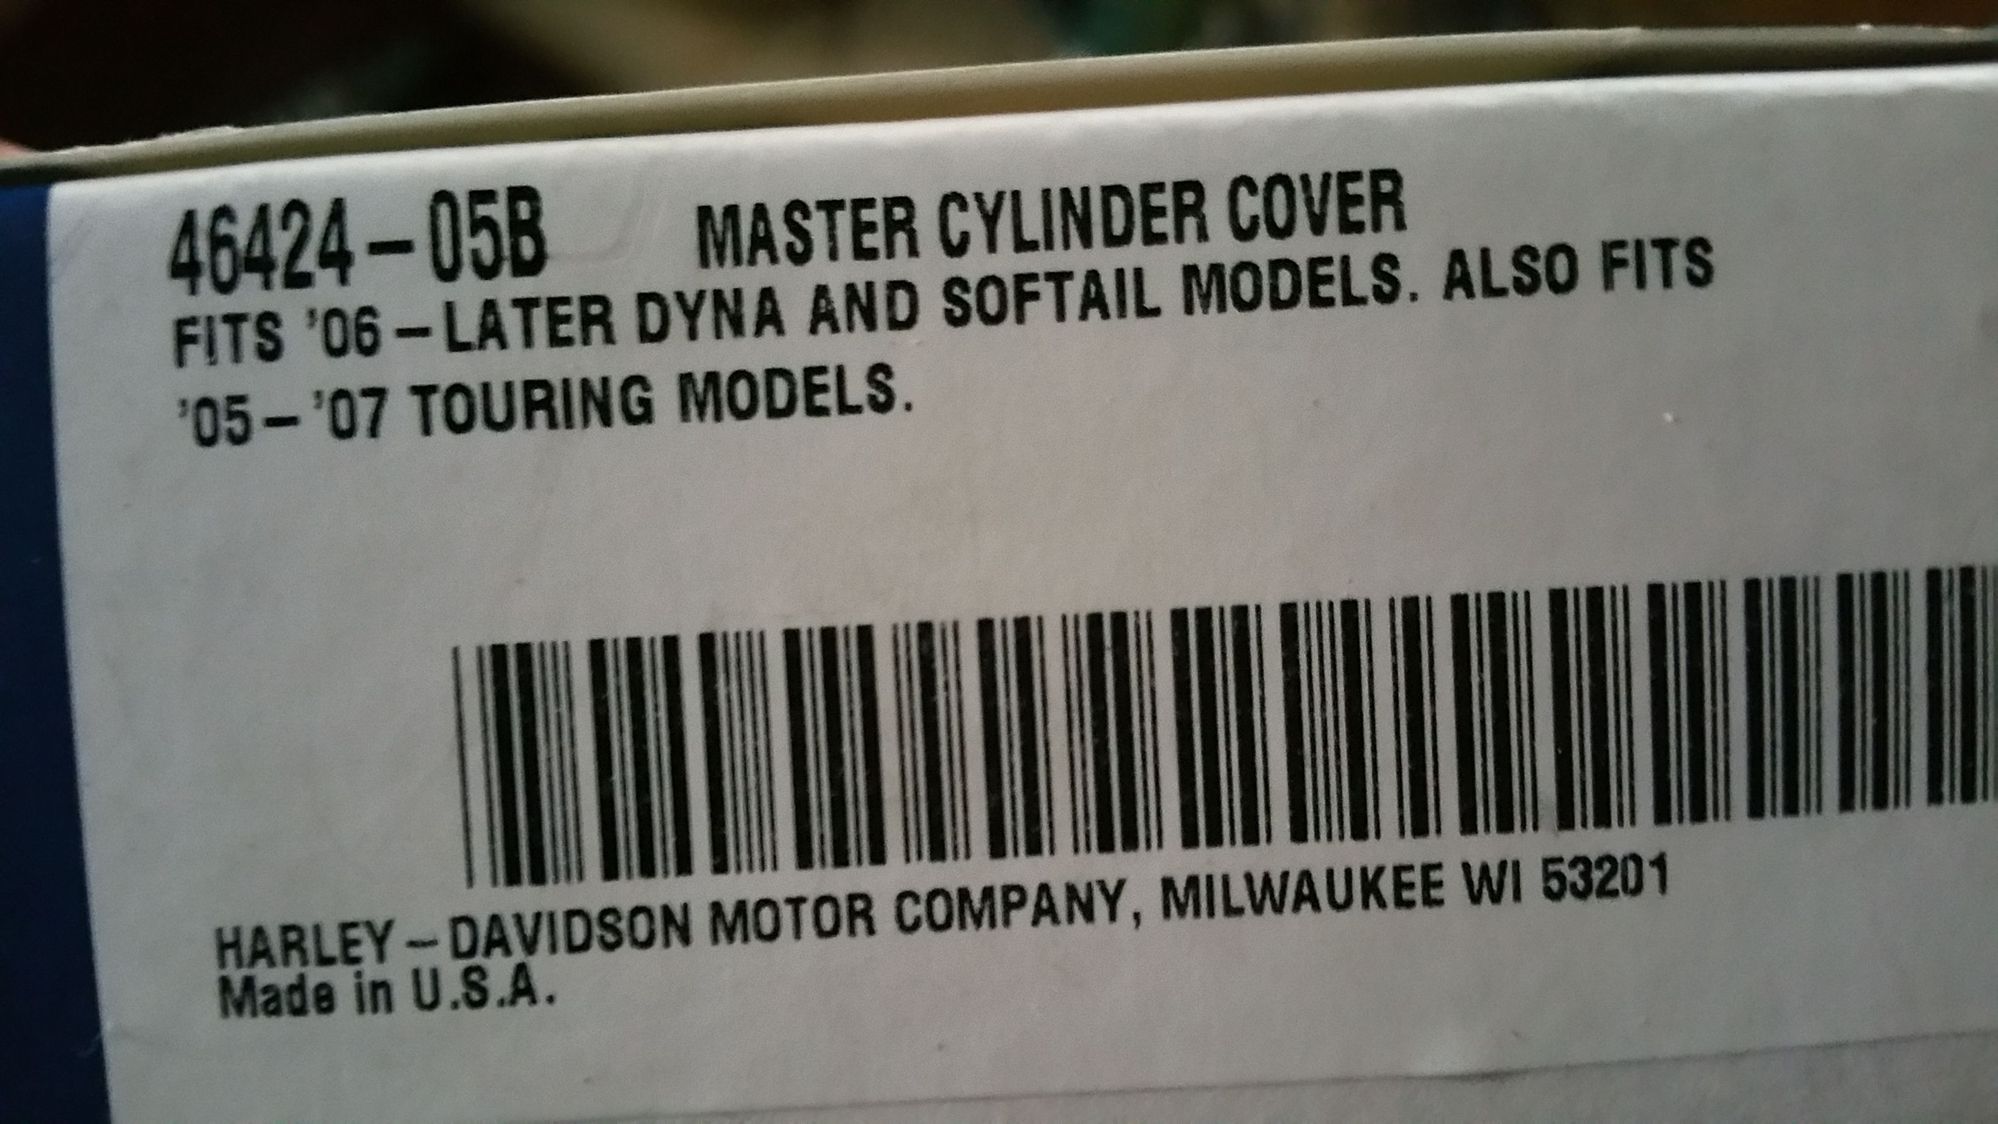 46424-05B MASTER CYLINDER COVER
FITS '06-LATER DYNA AND SOFTAIL MODELS. ALSO FITS
'05-'07 TOURING MODELS.
HARLEY-DAVIDSON MOTOR COMPANY, MILWAUKEE WI 53201
Made in U.S.A.